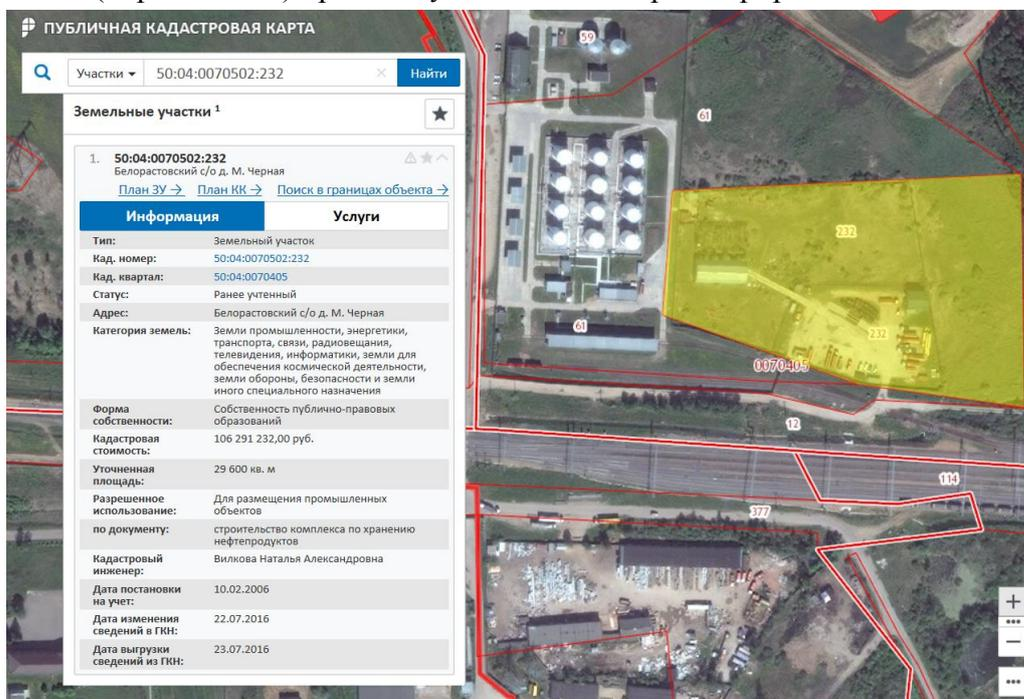 ПУБЛИЧНАЯ КАДАСТРОВАЯ КАРТА
Участки 50:04:0070502:232 × Найти
Земельные участки 1
1. 50:04:0070502:232
Белорастовский с/о д. М. Черная
План ЗУ → План КК → Поиск в границах объекта →
Информация Услуги
Тип: Земельный участок
Кад. номер: 50:04:0070502:232
Кад. квартал: 50:04:0070405
Статус: Ранее учтенный
Адрес: Белорастовский с/о д. М. Черная
Категория земель: Земли промышленности, энергетики,
транспорта, связи, радиовещания,
телевидения, информатики, земли для
обеспечения космической деятельности,
земли обороны, безопасности и земли
иного специального назначения
Форма Собственность публично-правовых
собственности: образований
Кадастровая 106 291 232,00 руб.
стоимость:
Уточненная 29 600 кв. м
площадь:
Разрешенное Для размещения промышленных
использование: объектов
по документу: строительство комплекса по хранению
нефтепродуктов
Кадастровый Вилкова Наталья Александровна
инженер:
Дата постановки 10.02.2006
на учет:
Дата изменения 22.07.2016
сведений в ГКН:
Дата выгрузки 23.07.2016
сведений из ГКН:
59
61
232
61
232
0070405
12
114
377